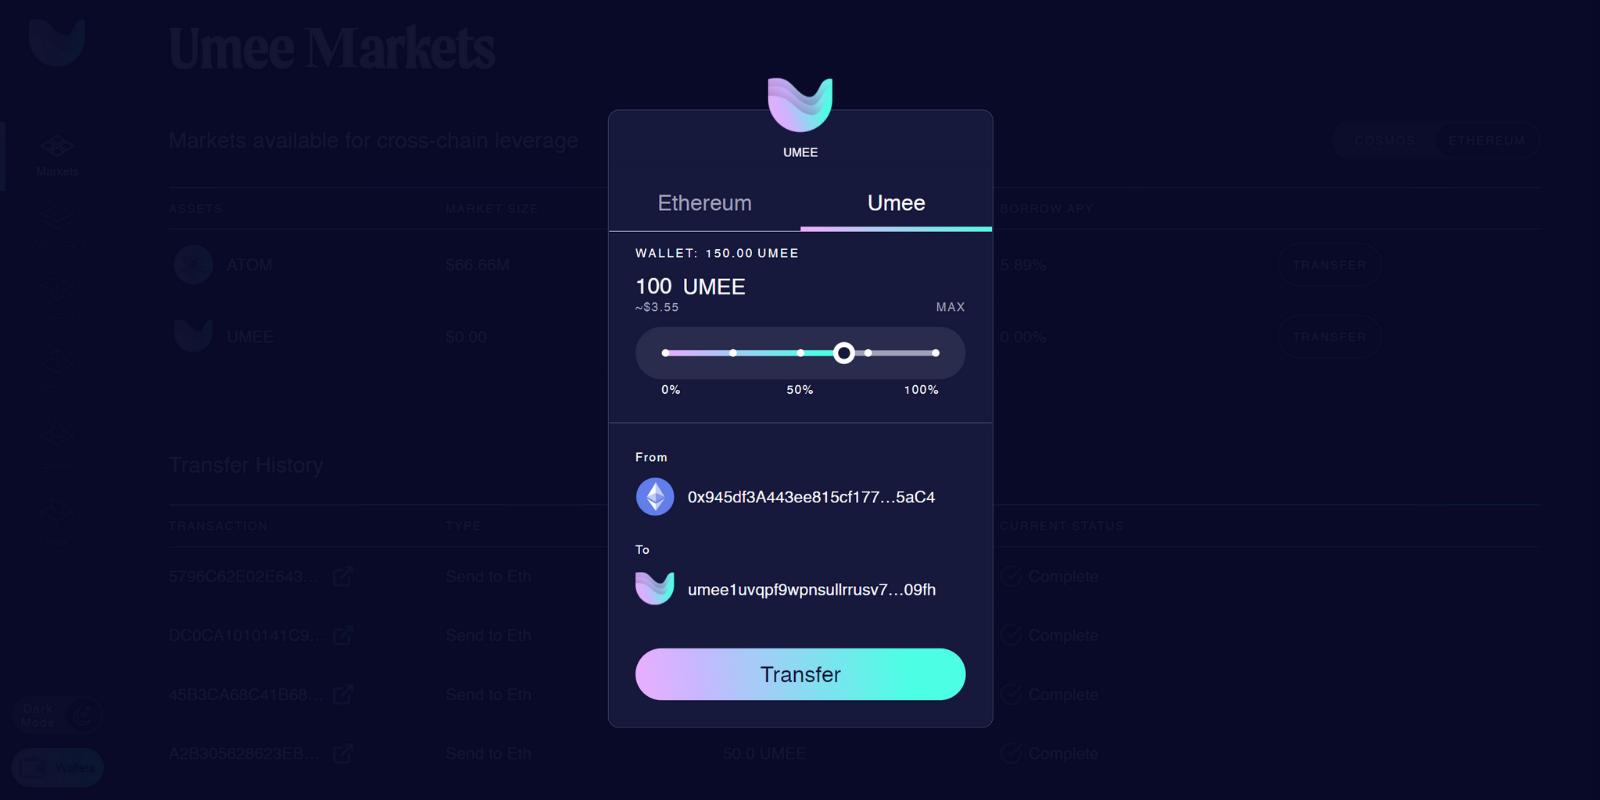 Umee Markets
Markets available for cross-chain leverage
COSMOS ETHEREUM
Markets
ASSETS MARKET SIZE BORROW APY
ATOM $66.66M 5.89% TRANSFER
UMEE $0.00 0.00% TRANSFER
Transfer History
TRANSACTION TYPE CURRENT STATUS
5796C62E02E643... Send to Eth Complete
DC0CA1010141C9... Send to Eth Complete
45B3CA68C41B68... Send to Eth Complete
A2B305628623EB... Send to Eth 50.0 UMEE Complete
Dark
Mode
Wallets
UMEE
Ethereum Umee
WALLET: 150.00 UMEE
100 UMEE
~$3.55 MAX
0% 50% 100%
From
0x945df3A443ee815cf177...5aC4
To
umee1uvqpf9wpnsullrrusv7...09fh
Transfer